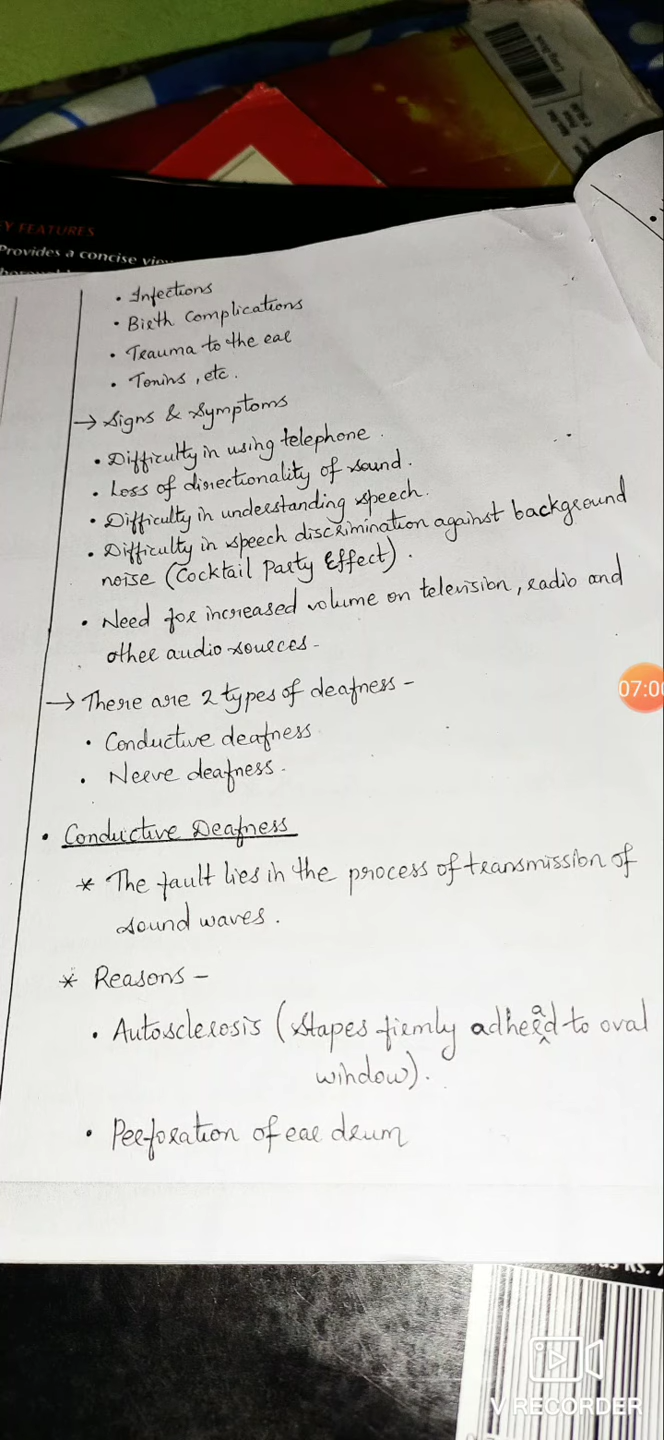 Y FEATURES
Provides a concise vie
• Infections
• Birth Complications
• Trauma to the ear
• Toxins, etc.
→ Signs & Symptoms
• Difficulty in using telephone.
• Loss of directionality of sound.
• Difficulty in understanding speech.
• Difficulty in speech discrimination against background
noise (Cocktail Party Effect).
• Need for increased volume on television, radio and
other audio sources-
→ There are 2 types of deafness-
• Conductive deafness
• Nerve deafness-
• Conductive Deafness
* The fault lies in the process of transmission of
sound waves.
* Reasons -
• Autosclerosis (Stapes firmly adhered to oval
window).
• Perforation of ear drum
07:00
V RECORDER